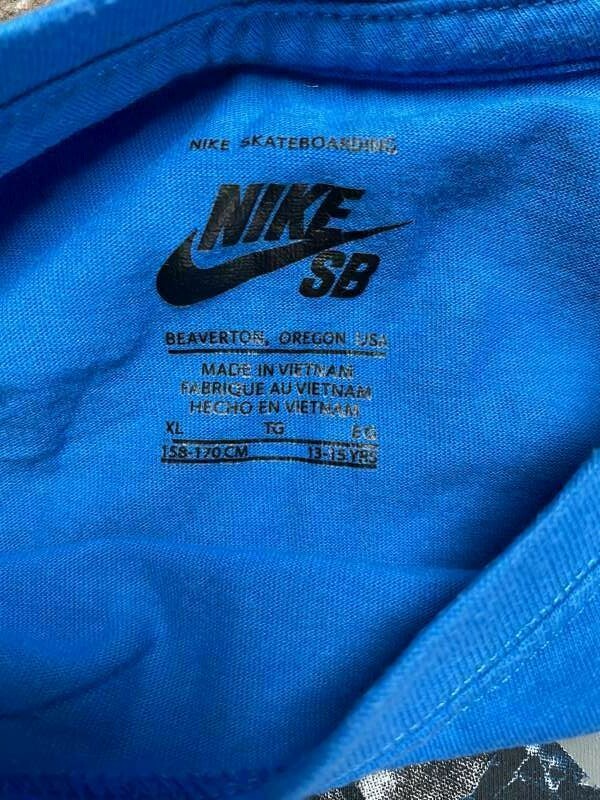 NIKE SKATEBOARDING
NIKE
SB
BEAVERTON, OREGON USA
MADE IN VIETNAM
FABRIQUE AU VIETNAM
HECHO EN VIETNAM
XL TG EG
158-170 CM 13-15 YRS